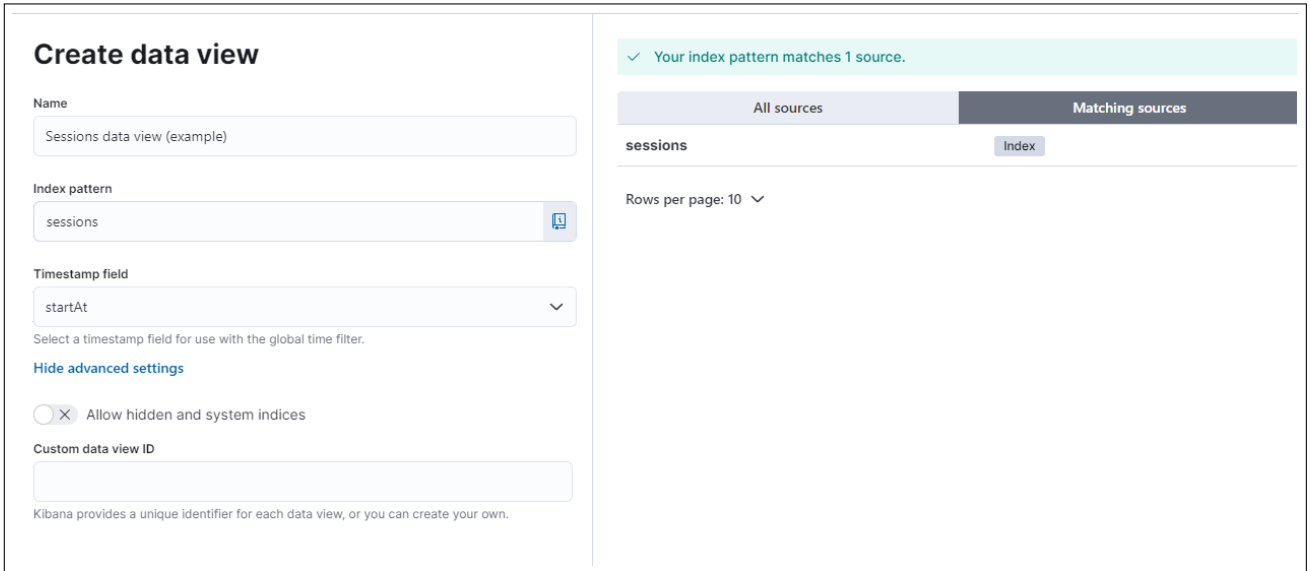 Create data view
Name
Sessions data view (example)
Index pattern
sessions
Timestamp field
startAt
Select a timestamp field for use with the global time filter.
Hide advanced settings
Allow hidden and system indices
Custom data view ID
Kibana provides a unique identifier for each data view, or you can create your own.
Your index pattern matches 1 source.
All sources Matching sources
sessions Index
Rows per page: 10